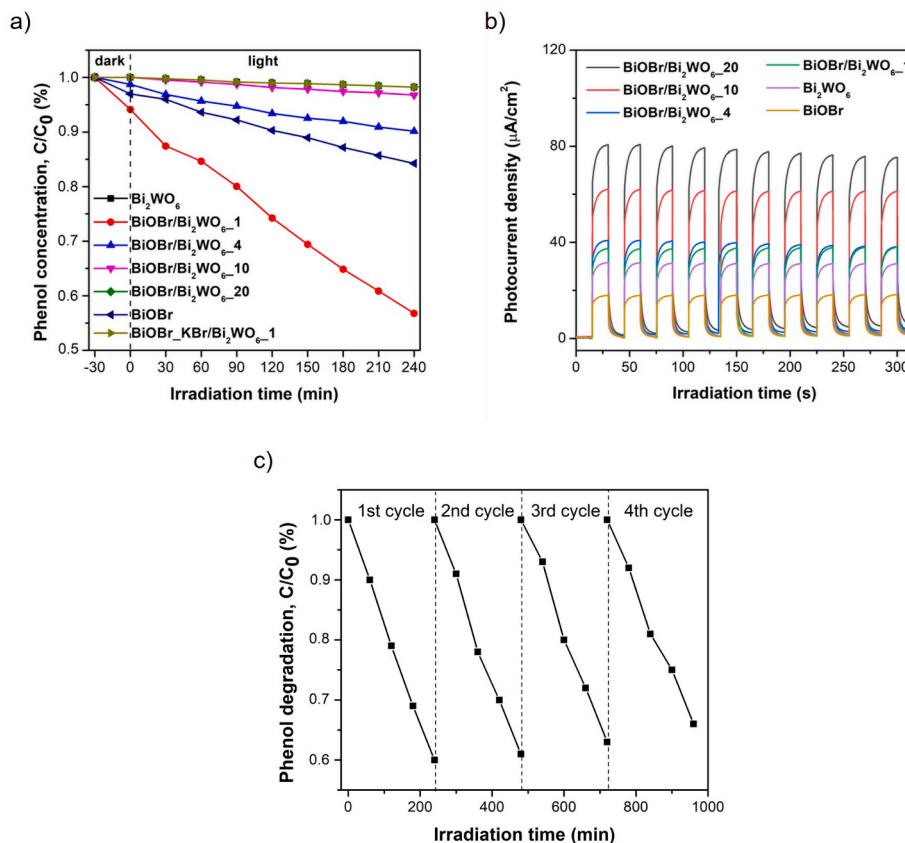 a)
dark
light
1.0
0.9
0.8
0.7
0.6
0.5
Phenol concentration, C/C₀ (%)
Bi₂WO₆
BiOBr/Bi₂WO₆_1
BiOBr/Bi₂WO₆_4
BiOBr/Bi₂WO₆_10
BiOBr/Bi₂WO₆_20
BiOBr
BiOBr_KBr/Bi₂WO₆_1
-30 0 30 60 90 120 150 180 210 240
Irradiation time (min)
b)
120
80
40
0
Photocurrent density (μA/cm²)
BiOBr/Bi₂WO₆_20
BiOBr/Bi₂WO₆_10
BiOBr/Bi₂WO₆_4
BiOBr/Bi₂WO₆_1
Bi₂WO₆
BiOBr
0 50 100 150 200 250 300
Irradiation time (s)
c)
1st cycle 2nd cycle 3rd cycle 4th cycle
1.0
0.9
0.8
0.7
0.6
Phenol degradation, C/C₀ (%)
0 200 400 600 800 1000
Irradiation time (min)